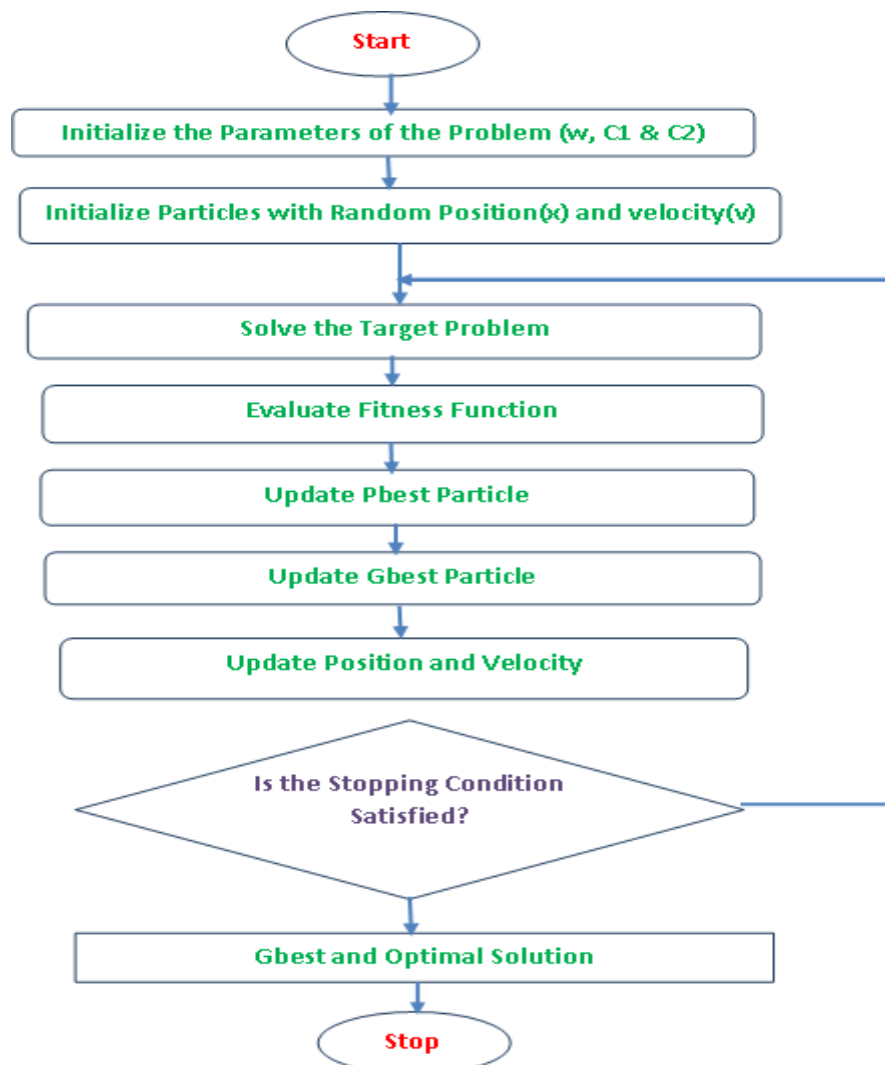 Start
Initialize the Parameters of the Problem (w, C1 & C2)
Initialize Particles with Random Position(x) and velocity(v)
Solve the Target Problem
Evaluate Fitness Function
Update Pbest Particle
Update Gbest Particle
Update Position and Velocity
Is the Stopping Condition
Satisfied?
Gbest and Optimal Solution
Stop